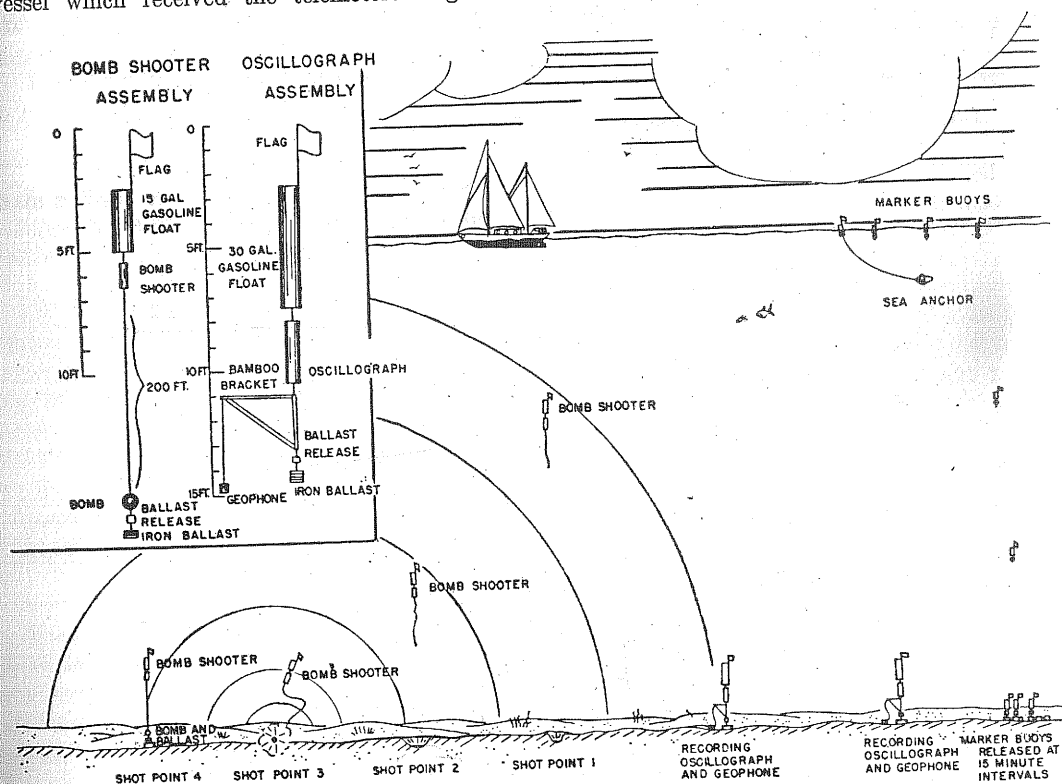 vessel which received the
BOMB SHOOTER
ASSEMBLY
0
FLAG
15 GAL
GASOLINE
FLOAT
5FT
BOMB
SHOOTER
10FT
200 FT.
BOMB
BALLAST
RELEASE
IRON BALLAST
OSCILLOGRAPH
ASSEMBLY
0
FLAG
5FT
30 GAL.
GASOLINE
FLOAT
10FT
BAMBOO
BRACKET
OSCILLOGRAPH
BALLAST
RELEASE
15FT.
GEOPHONE
IRON BALLAST
MARKER BUOYS
SEA ANCHOR
BOMB SHOOTER
BOMB SHOOTER
BOMB SHOOTER
BOMB SHOOTER
BOMB AND
BALLAST
SHOT POINT 4
SHOT POINT 3
SHOT POINT 2
SHOT POINT 1
RECORDING
OSCILLOGRAPH
AND GEOPHONE
RECORDING
OSCILLOGRAPH
AND GEOPHONE
MARKER BUOYS
RELEASED AT
15 MINUTE
INTERVALS